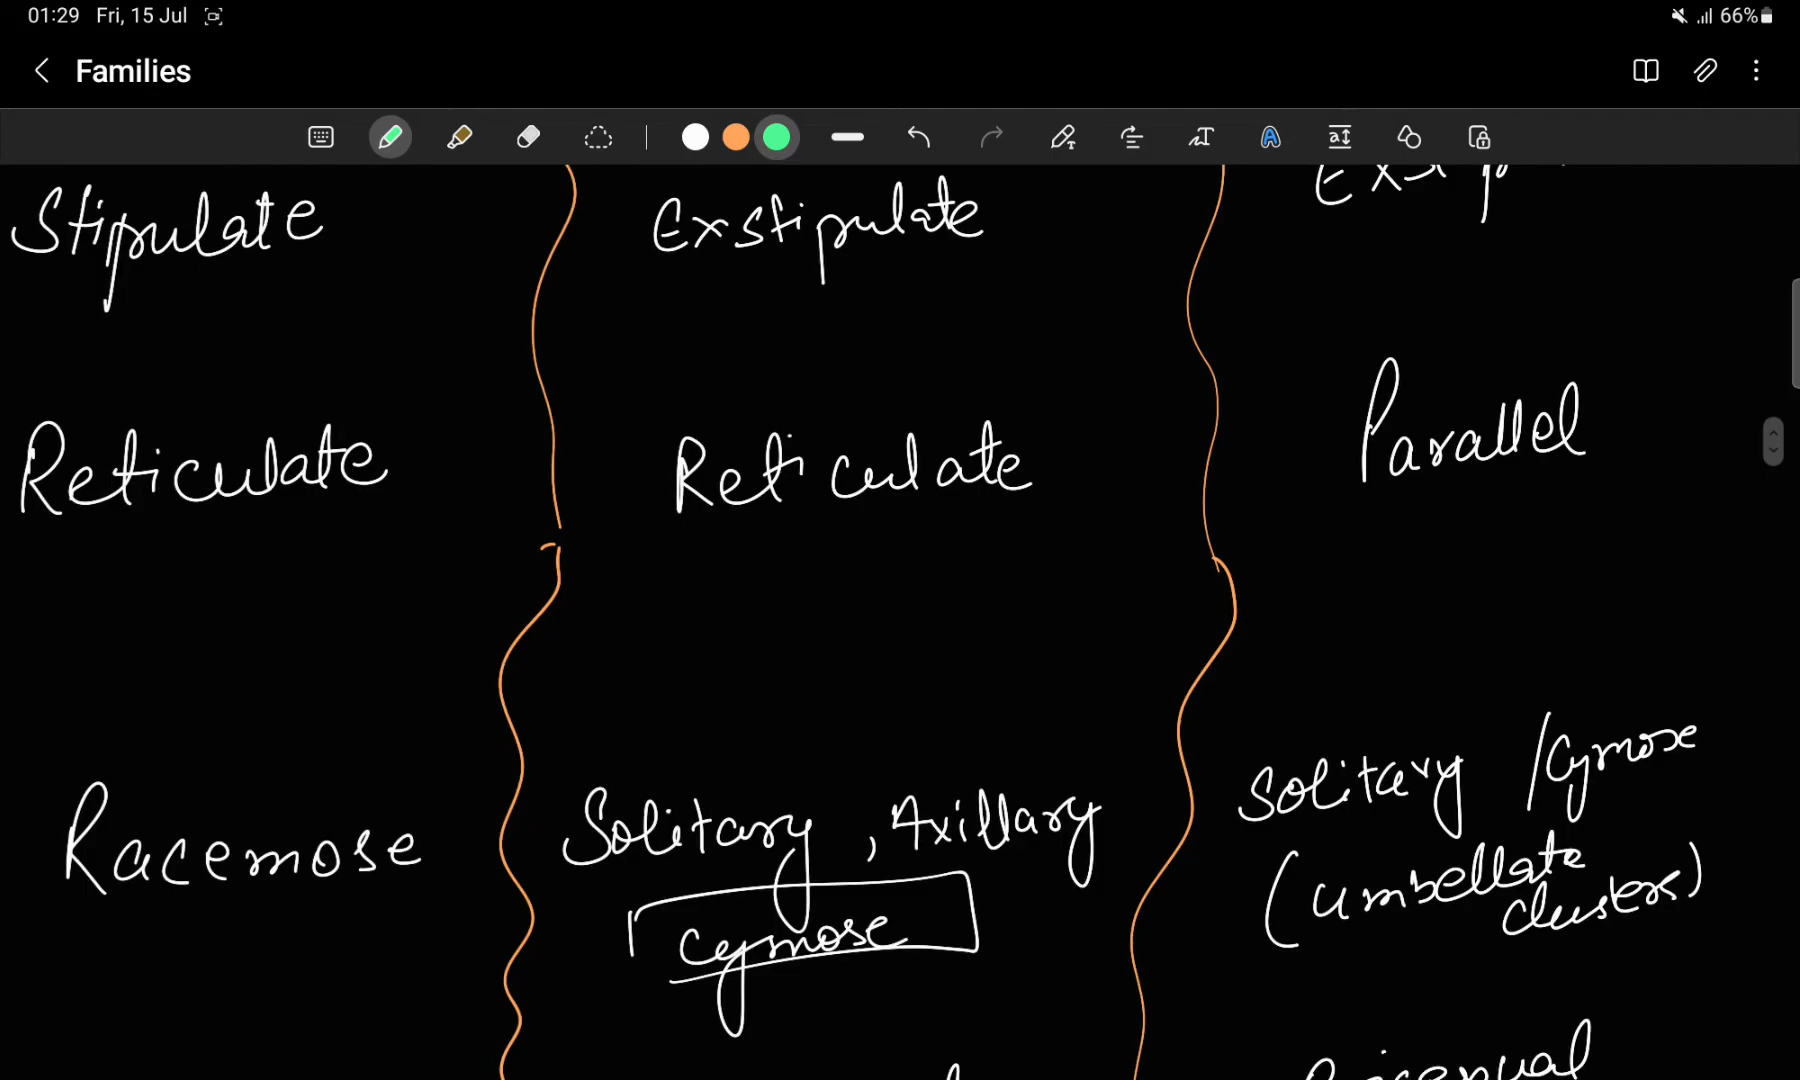 01:29 Fri, 15 Jul 66%
Families
Stipulate Exstipulate
Reticulate Reticulate Parallel
Racemose Solitary, Axillary Solitary /Cymose
cymose (umbellate
clusters)